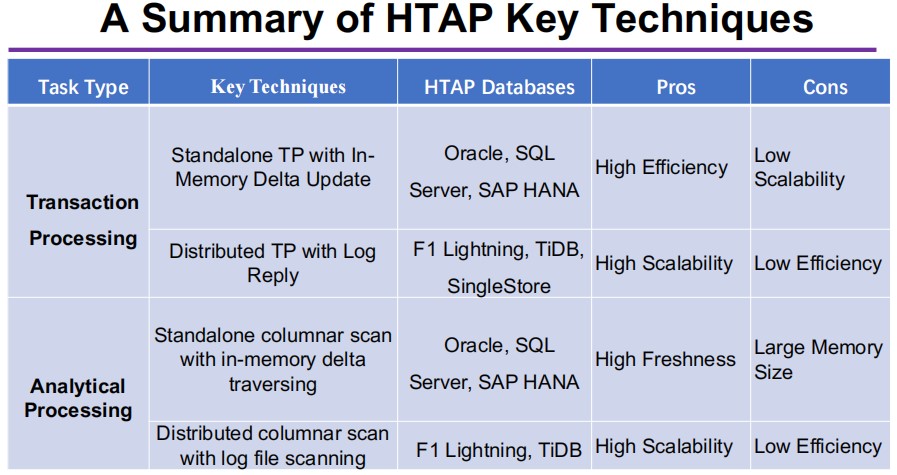 A Summary of HTAP Key Techniques
Task Type
Key Techniques
HTAP Databases
Pros
Cons
Transaction
Processing
Standalone TP with In-
Memory Delta Update
Oracle, SQL
Server, SAP HANA
High Efficiency
Low
Scalability
Distributed TP with Log
Reply
F1 Lightning, TiDB,
SingleStore
High Scalability
Low Efficiency
Analytical
Processing
Standalone columnar scan
with in-memory delta
traversing
Oracle, SQL
Server, SAP HANA
High Freshness
Large Memory
Size
Distributed columnar scan
with log file scanning
F1 Lightning, TiDB
High Scalability
Low Efficiency